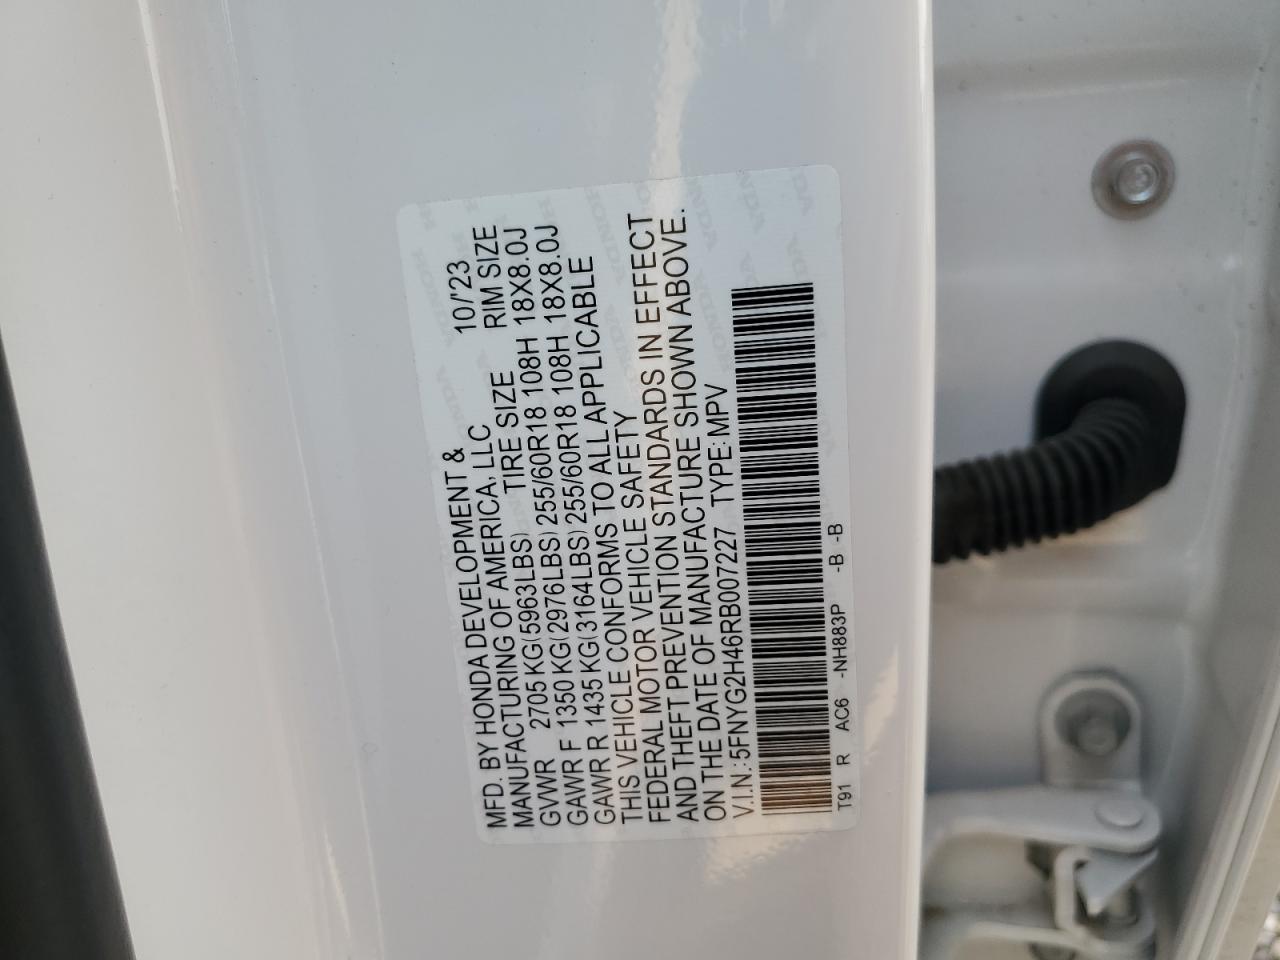 MFD. BY HONDA DEVELOPMENT & 10/'23
MANUFACTURING OF AMERICA, LLC
TIRE SIZE RIM SIZE
GVWR 2705 KG(5963LBS)
GAWR F 1350 KG(2976LBS) 255/60R18 108H 18X8.0J
GAWR R 1435 KG(3164LBS) 255/60R18 108H 18X8.0J
THIS VEHICLE CONFORMS TO ALL APPLICABLE
FEDERAL MOTOR VEHICLE SAFETY
AND THEFT PREVENTION STANDARDS IN EFFECT
ON THE DATE OF MANUFACTURE SHOWN ABOVE.
V.I.N.: 5FNYG2H46RB007227 TYPE: MPV
T91 R AC6 -NH883P -B -B